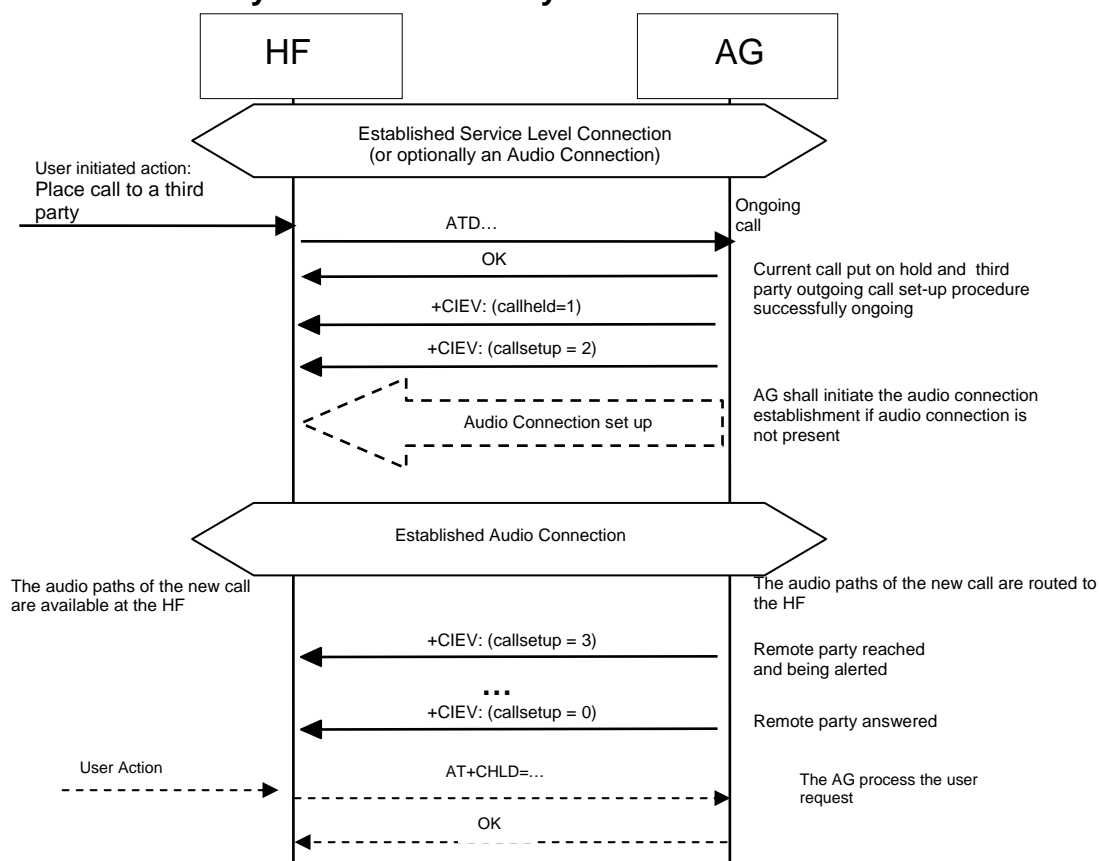 HF
AG
Established Service Level Connection
(or optionally an Audio Connection)
User initiated action:
Place call to a third
party
Ongoing
call
ATD…
OK
Current call put on hold and third
party outgoing call set-up procedure
successfully ongoing
+CIEV: (callheld=1)
+CIEV: (callsetup = 2)
AG shall initiate the audio connection
establishment if audio connection is
not present
Audio Connection set up
Established Audio Connection
The audio paths of the new call
are available at the HF
The audio paths of the new call are routed to
the HF
+CIEV: (callsetup = 3)
Remote party reached
and being alerted
…
+CIEV: (callsetup = 0)
Remote party answered
User Action
AT+CHLD=…
The AG process the user
request
OK